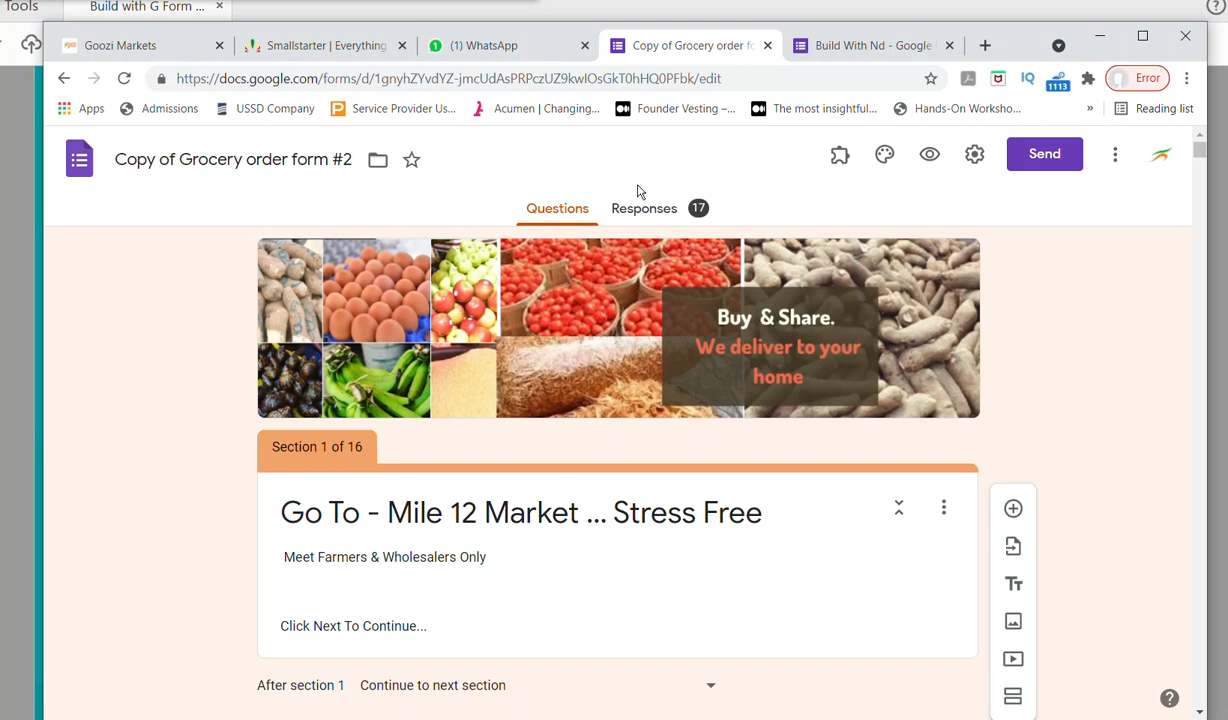 Tools
Build with G Form ...
Goozi Markets
Smallstarter | Everything
(1) WhatsApp
Copy of Grocery order fo
Build With Nd - Google
https://docs.google.com/forms/d/1gnyhZYvdYZ-jmcUdAsPRPczUZ9kwIOsGkT0hHQ0PFbk/edit
IQ
1113
Error
Apps
Admissions
USSD Company
Service Provider Us...
Acumen | Changing...
Founder Vesting –...
The most insightful...
Hands-On Worksho...
»
Reading list
Copy of Grocery order form #2
Send
Questions
Responses 17
Buy & Share.
We deliver to your
home
Section 1 of 16
Go To - Mile 12 Market ... Stress Free
Meet Farmers & Wholesalers Only
Click Next To Continue...
After section 1 Continue to next section